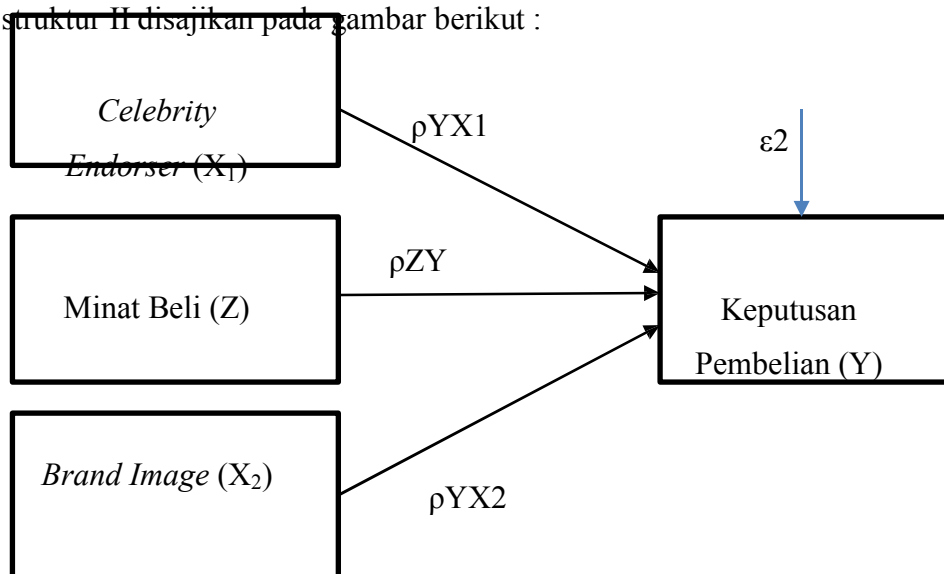 struktur II disajikan pada gambar berikut :
Celebrity
Endorser (X₁)
ρYX1
ε2
ρZY
Minat Beli (Z)
Keputusan
Pembelian (Y)
Brand Image (X₂)
ρYX2